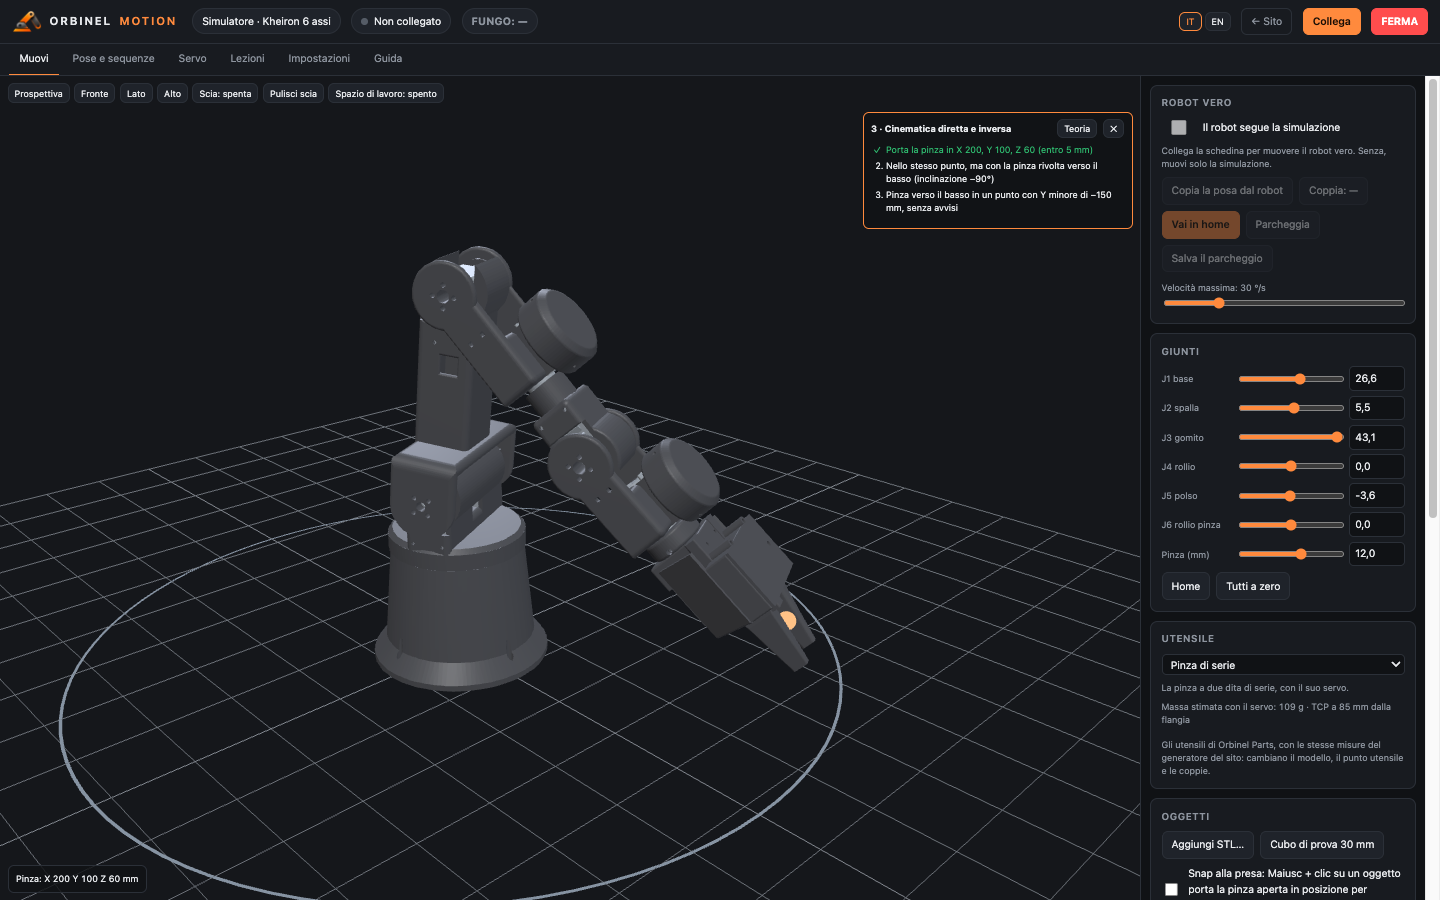 ORBINEL MOTION
Simulatore · Kheiron 6 assi
Non collegato
FUNGO: —
IT
EN
← Sito
Collega
FERMA
Muovi
Pose e sequenze
Servo
Lezioni
Impostazioni
Guida
Prospettiva
Fronte
Lato
Alto
Scia: spenta
Pulisci scia
Spazio di lavoro: spento
3 · Cinematica diretta e inversa
Teoria
✕
✓ Porta la pinza in X 200, Y 100, Z 60 (entro 5 mm)
2. Nello stesso punto, ma con la pinza rivolta verso il
basso (inclinazione −90°)
3. Pinza verso il basso in un punto con Y minore di −150
mm, senza avvisi
Pinza: X 200 Y 100 Z 60 mm
ROBOT VERO
Il robot segue la simulazione
Collega la schedina per muovere il robot vero. Senza,
muovi solo la simulazione.
Copia la posa dal robot
Coppia: —
Vai in home
Parcheggia
Salva il parcheggio
Velocità massima: 30 °/s
GIUNTI
J1 base
26,6
J2 spalla
5,5
J3 gomito
43,1
J4 rollio
0,0
J5 polso
-3,6
J6 rollio pinza
0,0
Pinza (mm)
12,0
Home
Tutti a zero
UTENSILE
Pinza di serie
La pinza a due dita di serie, con il suo servo.
Massa stimata con il servo: 109 g · TCP a 85 mm dalla
flangia
Gli utensili di Orbinel Parts, con le stesse misure del
generatore del sito: cambiano il modello, il punto utensile
e le coppie.
OGGETTI
Aggiungi STL…
Cubo di prova 30 mm
Snap alla presa: Maiusc + clic su un oggetto
porta la pinza aperta in posizione per